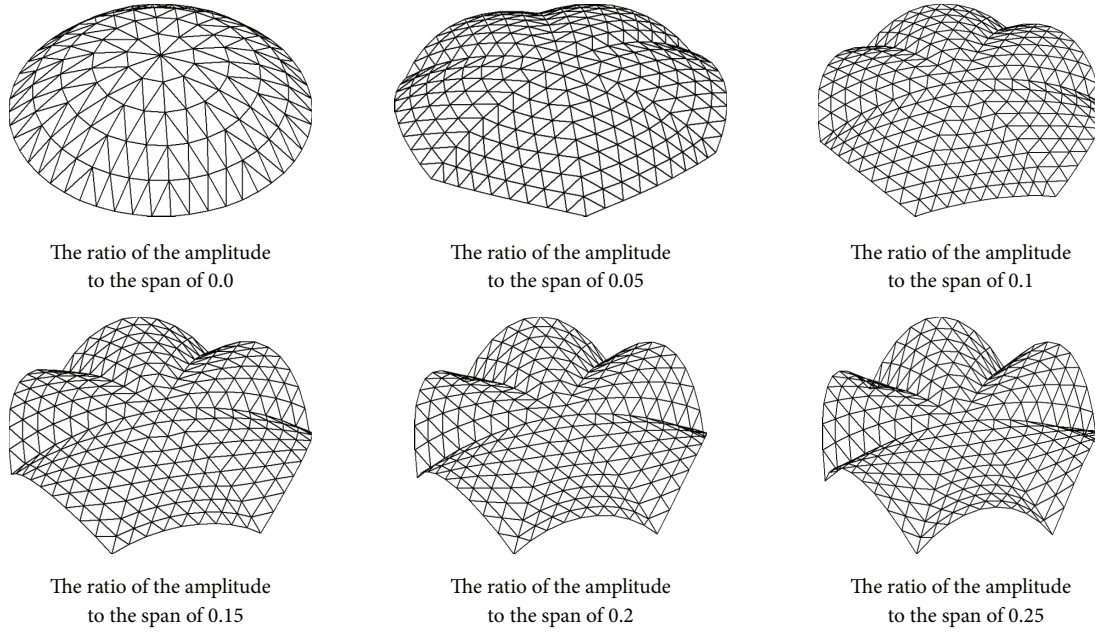 The ratio of the amplitude
to the span of 0.0
The ratio of the amplitude
to the span of 0.05
The ratio of the amplitude
to the span of 0.1
The ratio of the amplitude
to the span of 0.15
The ratio of the amplitude
to the span of 0.2
The ratio of the amplitude
to the span of 0.25